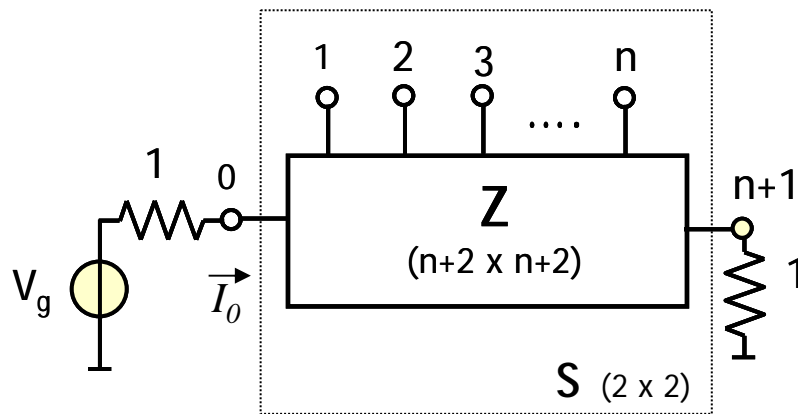 1 2 3 .... n
1 0 n+1
Z
(n+2 x n+2)
V_g I_0 1
S (2 x 2)